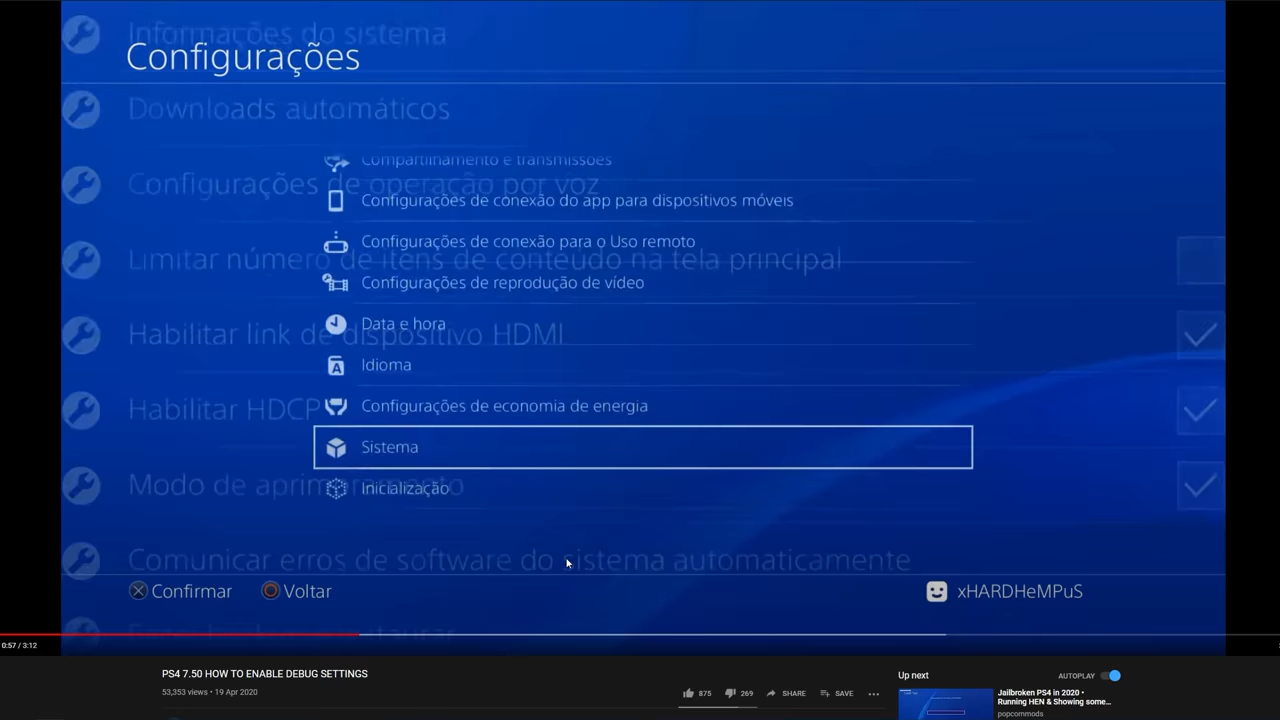 Informações do sistema
Configurações
Downloads automáticos
Compartilhamento e transmissões
Configurações de operação por voz
Configurações de conexão do app para dispositivos móveis
Configurações de conexão para o Uso remoto
Limitar número de itens de conteúdo na tela principal
Configurações de reprodução de vídeo
Data e hora
Habilitar link de dispositivo HDMI
Idioma
Configurações de economia de energia
Habilitar HDCP
Sistema
Modo de aprimoramento
Inicialização
Comunicar erros de software do sistema automaticamente
Confirmar
Voltar
xHARDHeMPuS
0:57 / 3:12
PS4 7.50 HOW TO ENABLE DEBUG SETTINGS
53,353 views • 19 Apr 2020
875
269
SHARE
SAVE
Up next
AUTOPLAY
Jailbroken PS4 in 2020 •
Running HEN & Showing some...
popcommods